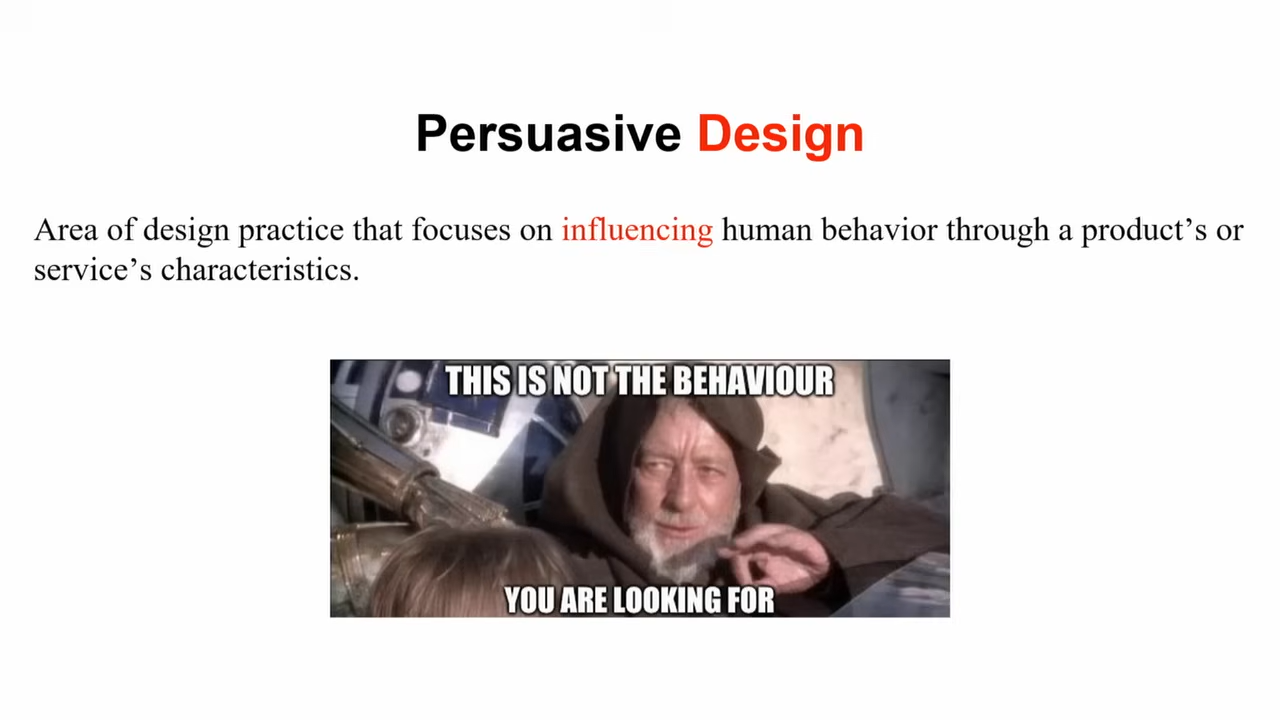 Persuasive Design
Area of design practice that focuses on influencing human behavior through a product’s or
service’s characteristics.
THIS IS NOT THE BEHAVIOUR
YOU ARE LOOKING FOR